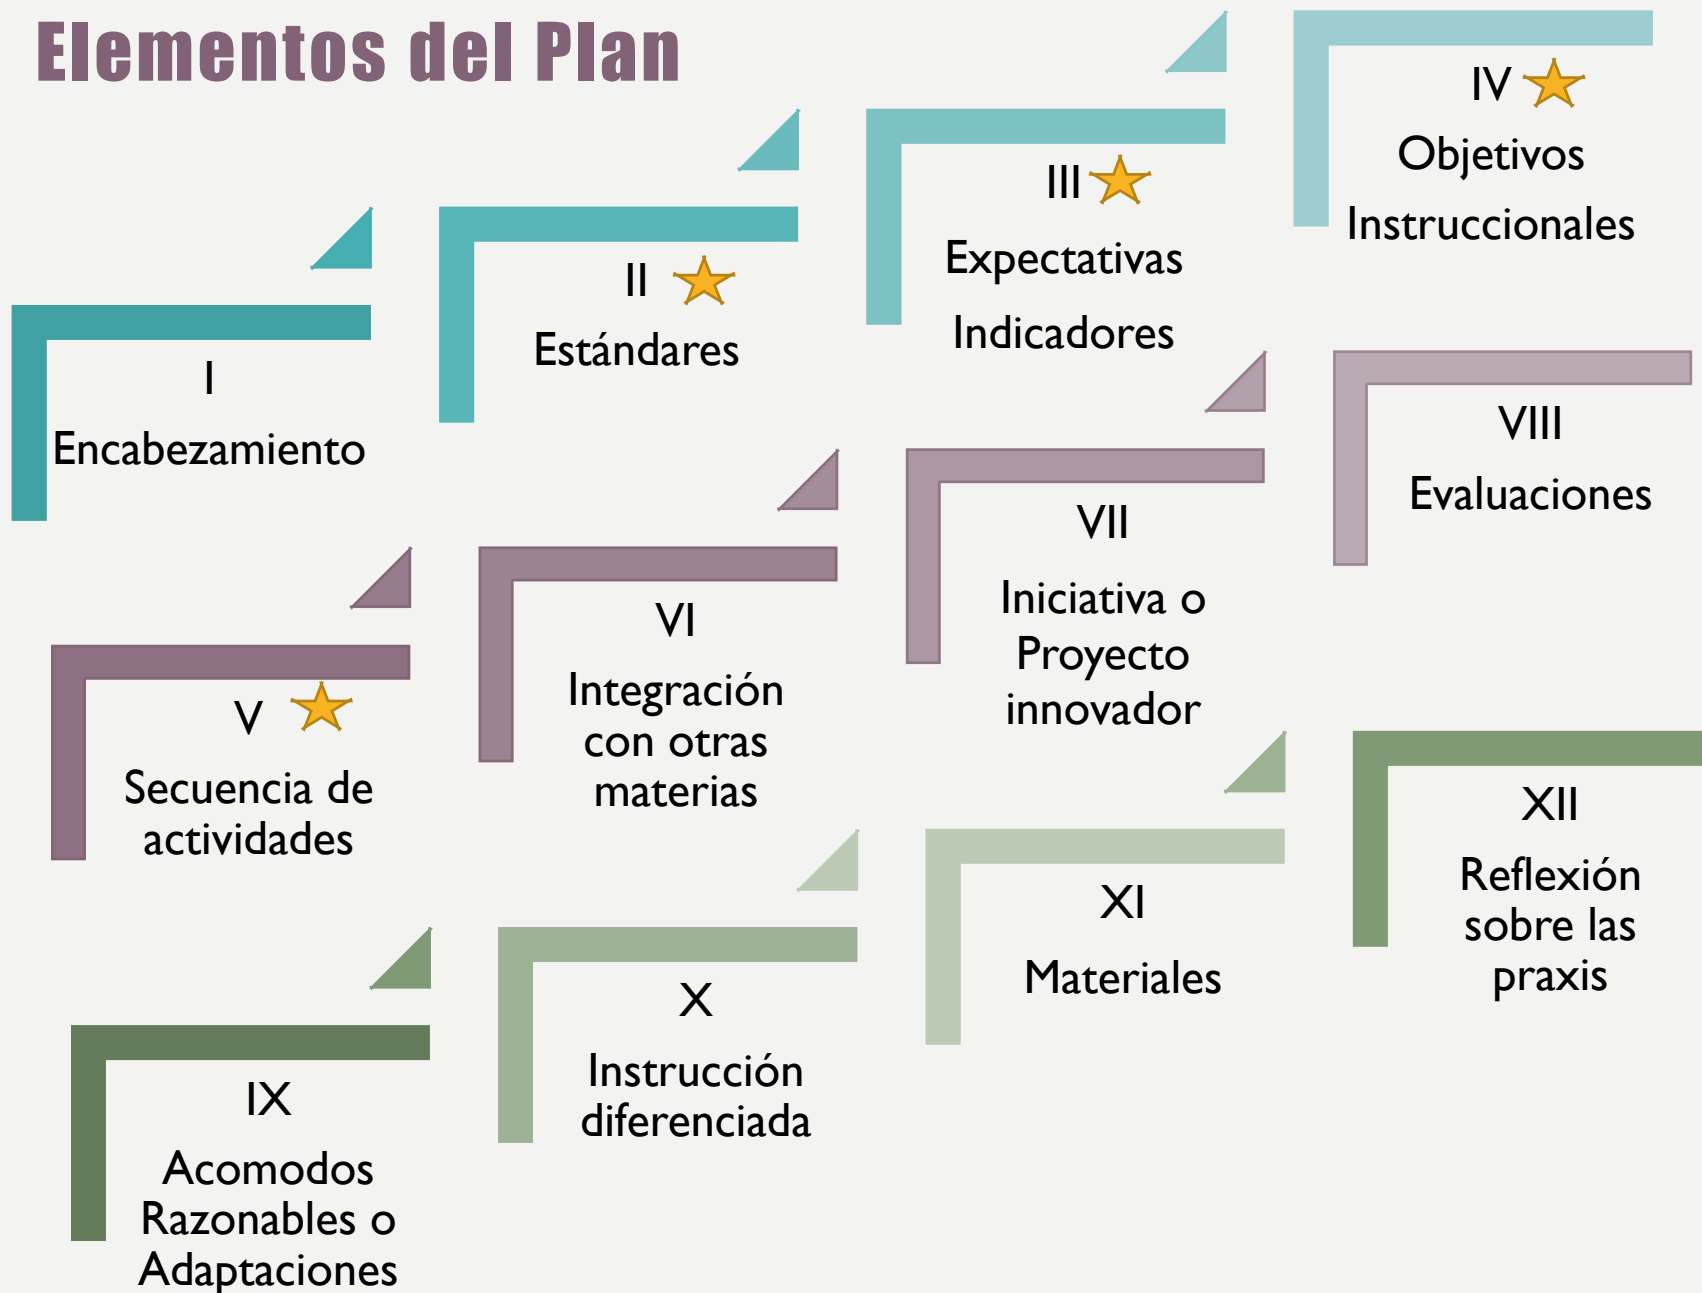 Elementos del Plan
I
Encabezamiento
II
Estándares
III
Expectativas
Indicadores
IV
Objetivos
Instruccionales
V
Secuencia de
actividades
VI
Integración
con otras
materias
VII
Iniciativa o
Proyecto
innovador
VIII
Evaluaciones
IX
Acomodos
Razonables o
Adaptaciones
X
Instrucción
diferenciada
XI
Materiales
XII
Reflexión
sobre las
praxis